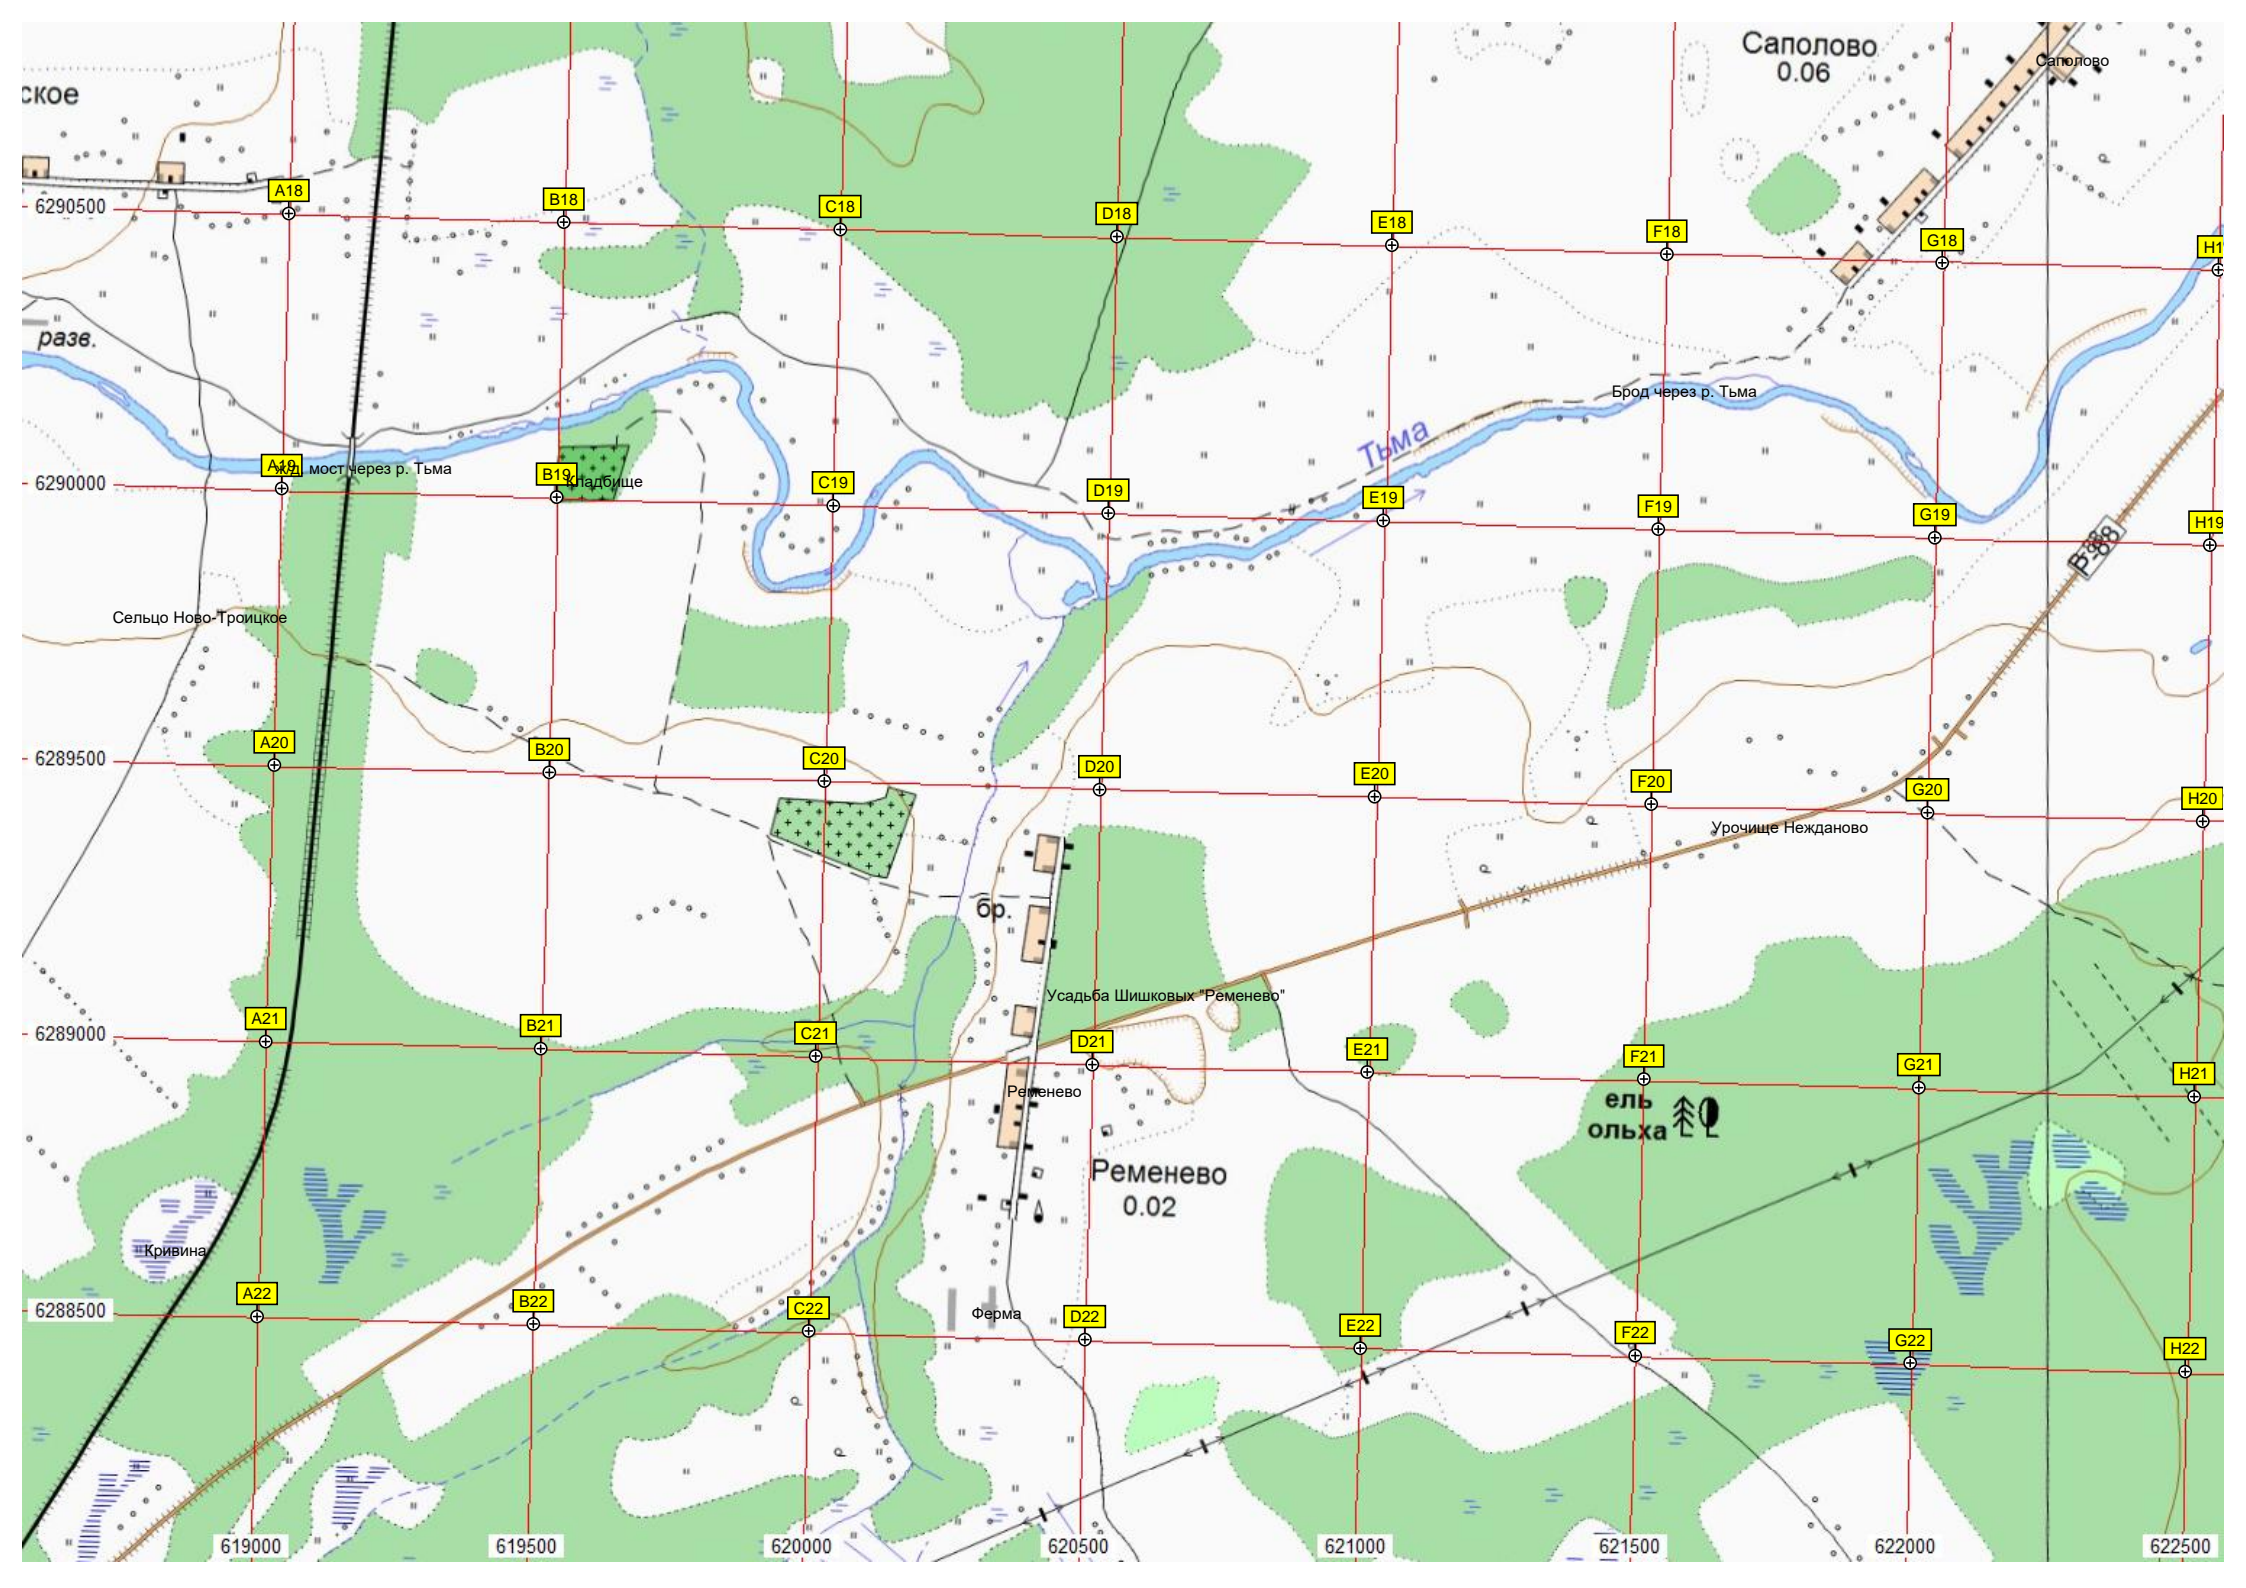 Саполово
0.06
Саполово
ское
A18
B18
C18
D18
E18
F18
G18
6290500
разв.
Брод через р. Тьма
Тьма
A19
ж/д мост через р. Тьма
B19
Кладбище
C19
D19
E19
F19
G19
H19
6290000
Сельцо Ново-Троицкое
A20
B20
C20
D20
E20
F20
G20
H20
6289500
Урочище Нежданово
бр.
Усадьба Шишковых "Ременево"
A21
B21
C21
D21
E21
F21
G21
H21
6289000
Ременево
ель
ольха
Ременево
0.02
Кривина
A22
B22
C22
D22
E22
F22
G22
H22
6288500
Ферма
619000 619500 620000 620500 621000 621500 622000 622500